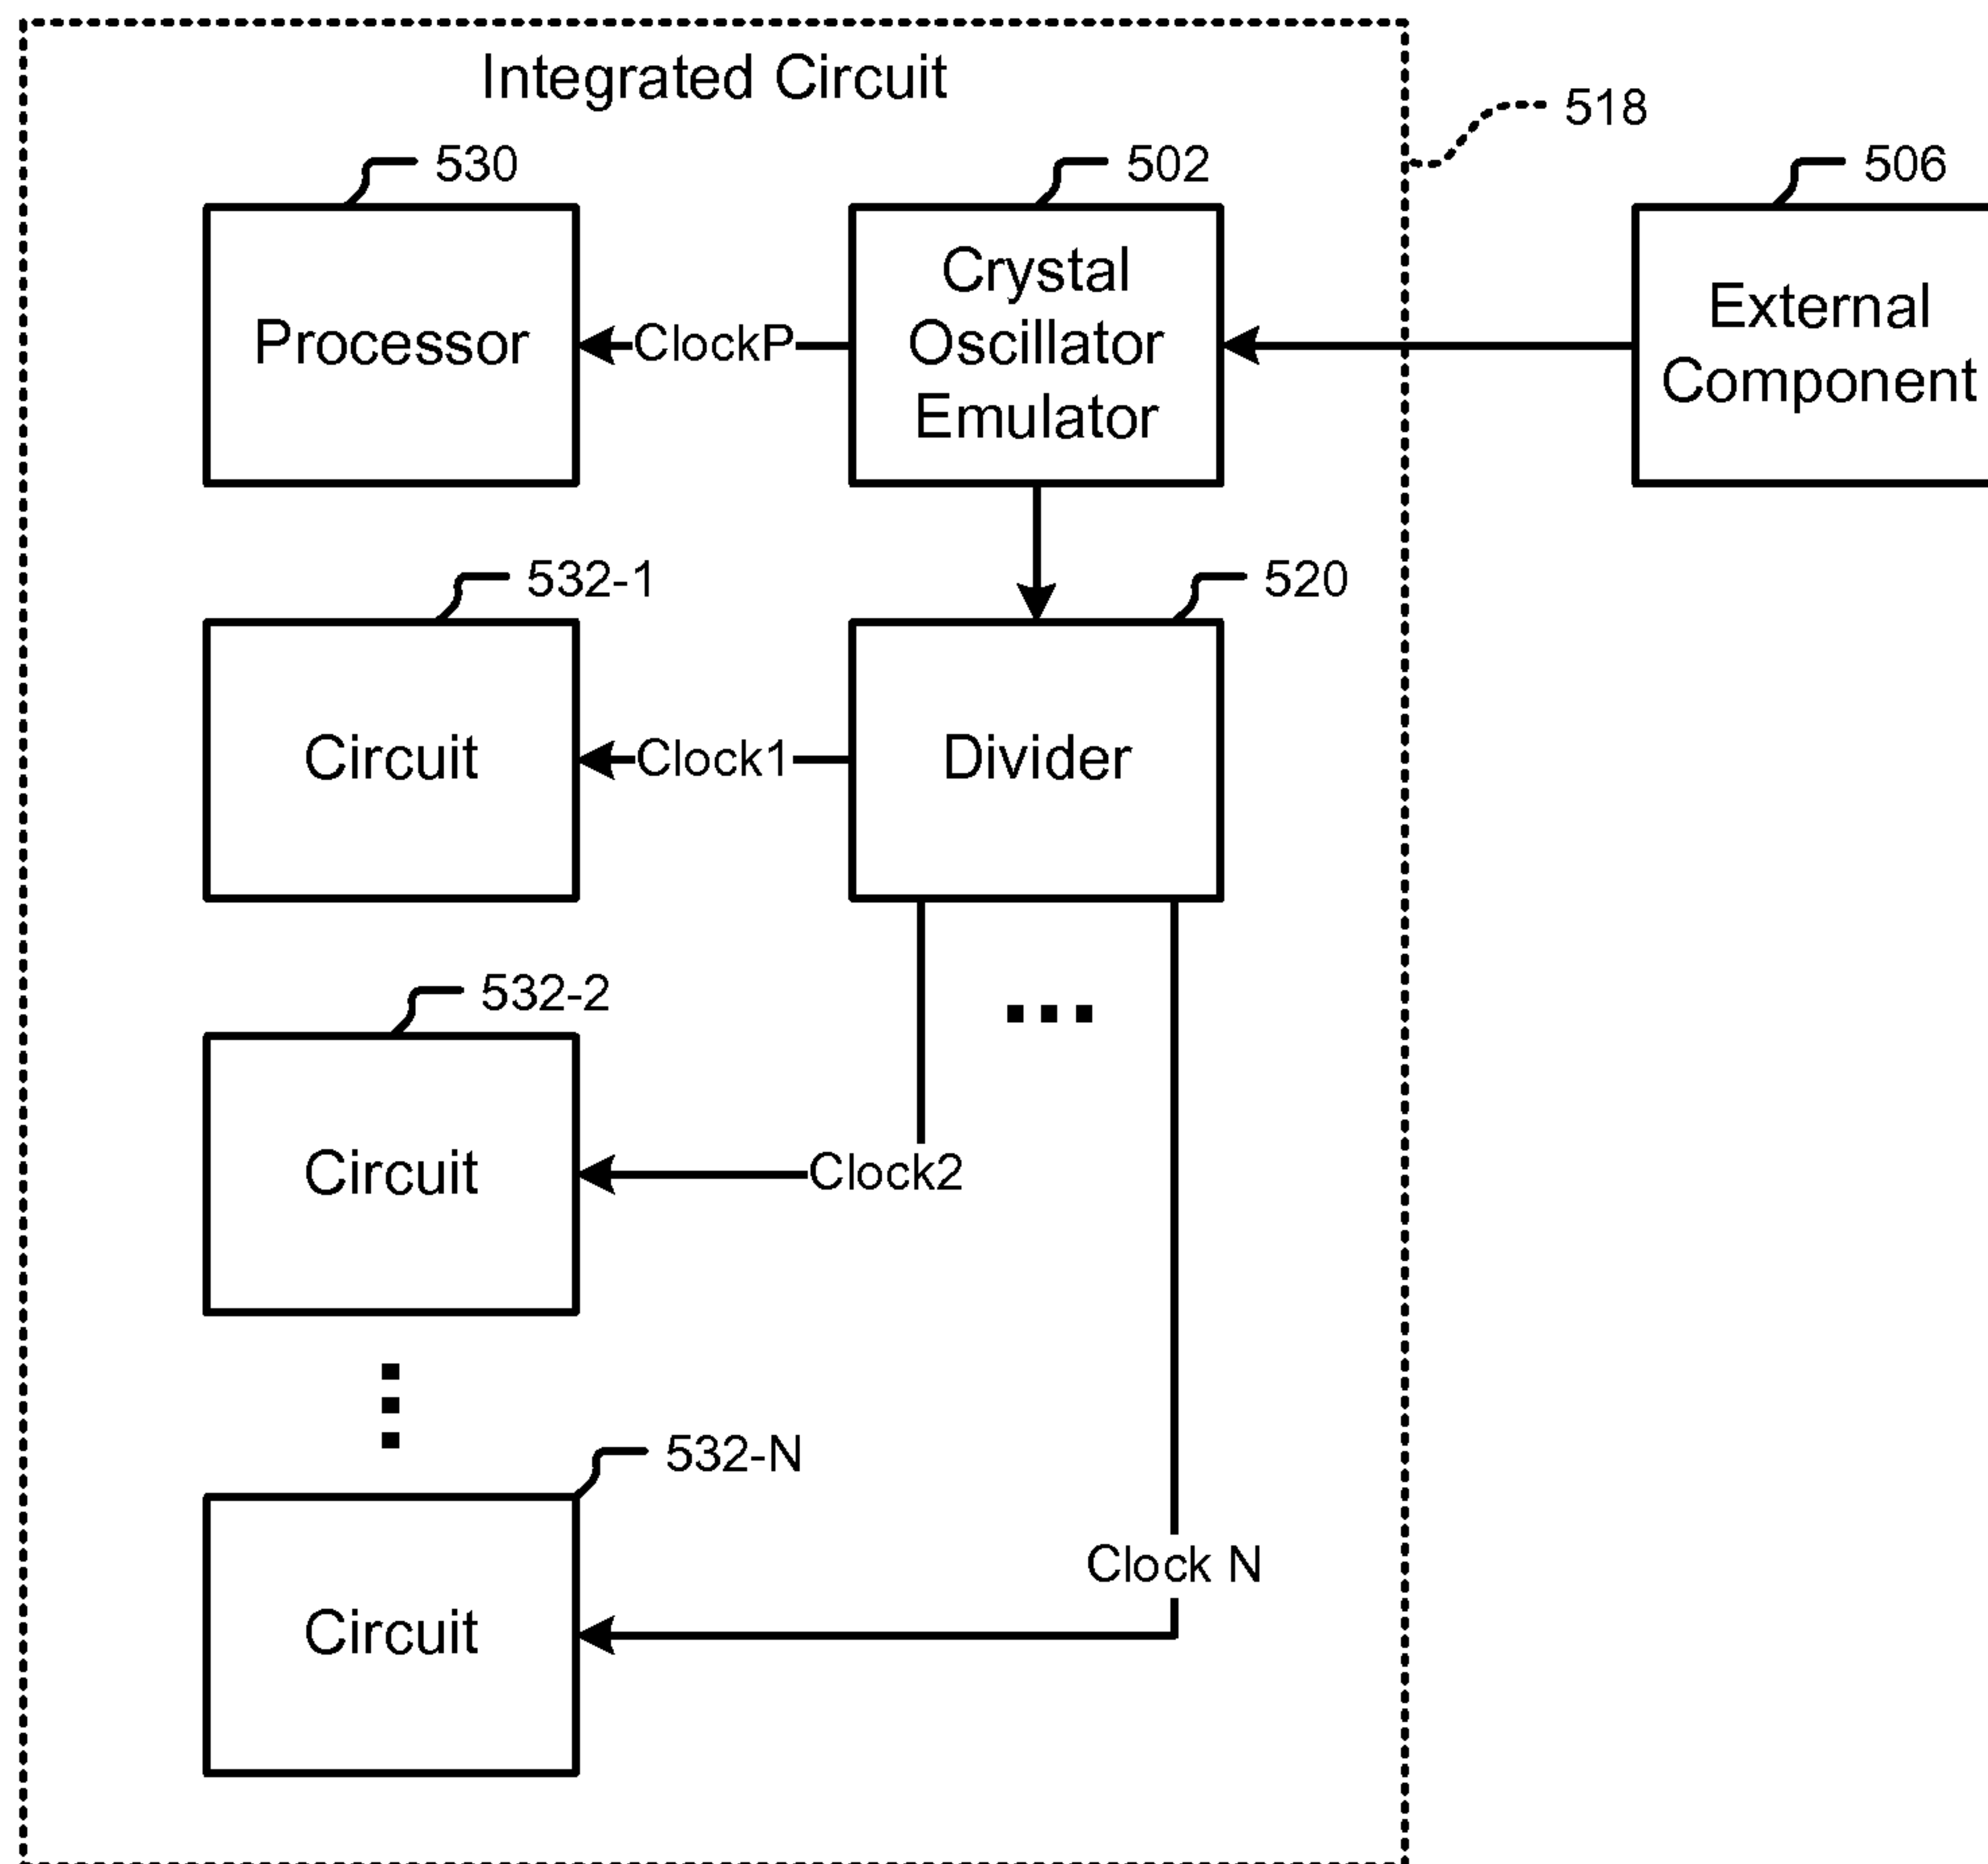 Integrated Circuit
518
530
502
506
Processor
ClockP
Crystal
Oscillator
Emulator
External
Component
532-1
520
Circuit
Clock1
Divider
532-2
Circuit
Clock2
532-N
Clock N
Circuit